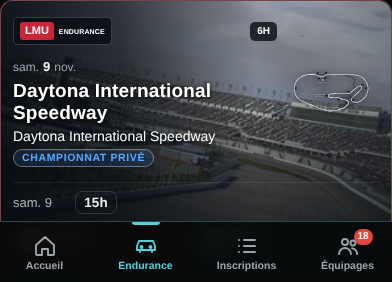 LMU ENDURANCE
6H
sam. 9 nov.
Daytona International
Speedway
Daytona International Speedway
CHAMPIONNAT PRIVÉ
sam. 9 15h
18
Accueil Endurance Inscriptions Équipages